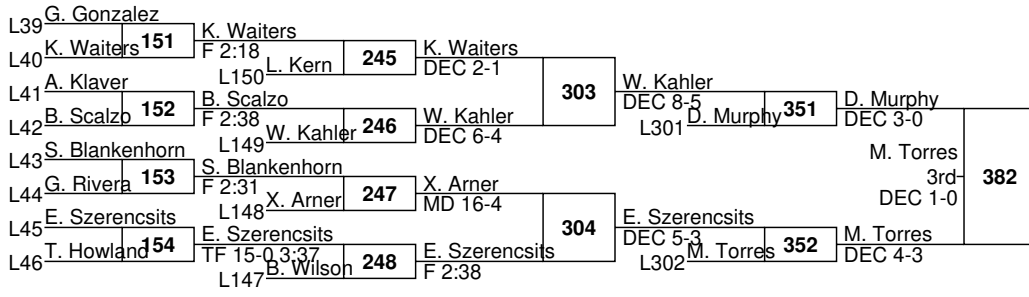 G. Gonzalez
L39
151
K. Waiters
F 2:18
L40
K. Waiters
L. Kern
L150
245
K. Waiters
DEC 2-1
L41
A. Klaver
303
W. Kahler
DEC 8-5
152
B. Scalzo
F 2:38
L42
B. Scalzo
W. Kahler
L149
246
W. Kahler
DEC 6-4
L301
D. Murphy
351
D. Murphy
DEC 3-0
L43
S. Blankenhorn
153
S. Blankenhorn
F 2:31
L44
G. Rivera
X. Arner
L148
247
X. Arner
MD 16-4
M. Torres
3rd
DEC 1-0
382
L45
E. Szerencsits
304
E. Szerencsits
DEC 5-3
154
E. Szerencsits
TF 15-0 3:37
L46
T. Howland
B. Wilson
L147
248
E. Szerencsits
F 2:38
L302
M. Torres
352
M. Torres
DEC 4-3